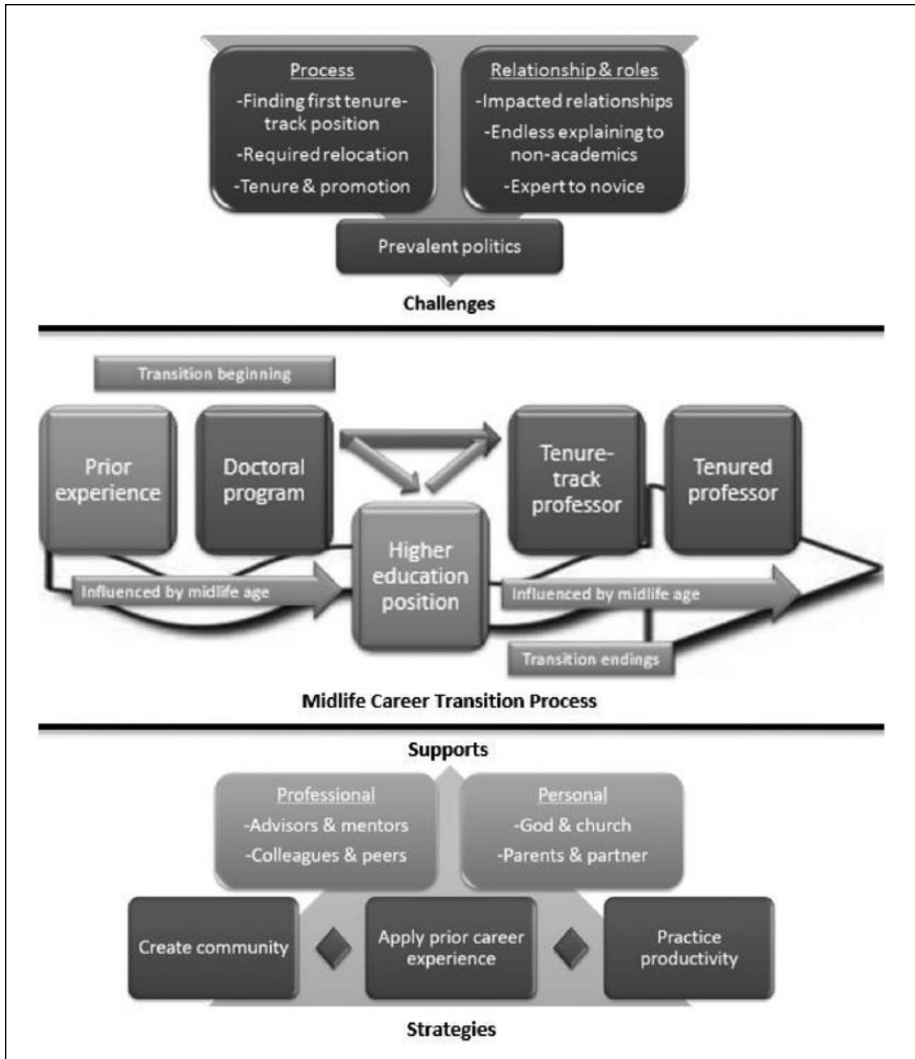 Process
-Finding first tenure-
track position
-Required relocation
-Tenure & promotion
Relationship & roles
-Impacted relationships
-Endless explaining to
non-academics
-Expert to novice
Prevalent politics
Challenges
Transition beginning
Prior
experience
Doctoral
program
Higher
education
position
Tenure-
track
professor
Tenured
professor
Influenced by midlife age
Influenced by midlife age
Transition endings
Midlife Career Transition Process
Supports
Professional
-Advisors & mentors
-Colleagues & peers
Personal
-God & church
-Parents & partner
Create community
Apply prior career
experience
Practice
productivity
Strategies